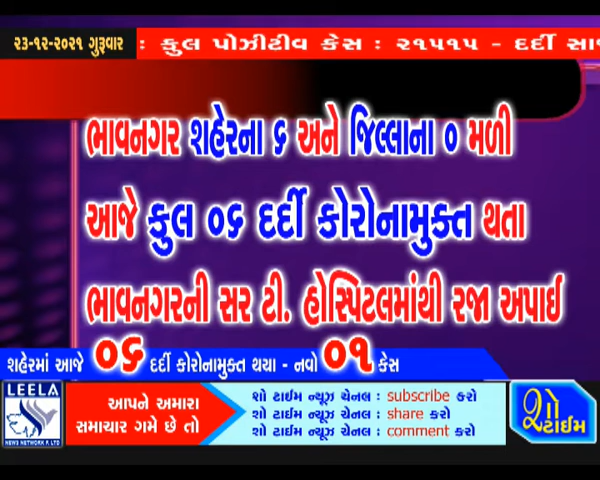 ૨૩-૧૨-૨૦૨૧ ગુરૂવાર : કુલ પોઝીટીવ કેસ : ૨૧૫૧૫ - દર્દી સા
ભાવનગર શહેરના ૬ અને જિલ્લાના ૦ મળી
આજે કુલ ૦૬ દર્દી કોરોનામુક્ત થતા
ભાવનગરની સર ટી. હોસ્પિટલમાંથી રજા અપાઈ
શહેરમાં આજે ૦૬ દર્દી કોરોનામુક્ત થયા - નવો ૦૧ કેસ
LEELA
NEWS NETWORK P. LTD
આપને અમારા
સમાચાર ગમે છે તો
શો ટાઈમ ન્યૂઝ ચેનલ : subscribe કરો
શો ટાઈમ ન્યૂઝ ચેનલ : share કરો
શો ટાઈમ ન્યૂઝ ચેનલ : comment કરો
શો
ટાઈમ